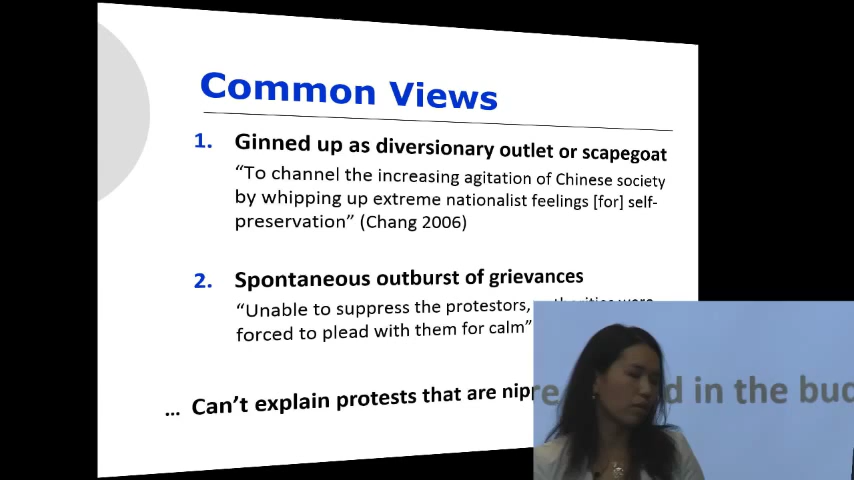 Common Views
1. Ginned up as diversionary outlet or scapegoat
“To channel the increasing agitation of Chinese society
by whipping up extreme nationalist feelings [for] self-
preservation” (Chang 2006)
2. Spontaneous outburst of grievances
“Unable to suppress the protestors,
forced to plead with them for calm”
... Can’t explain protests that are
in the